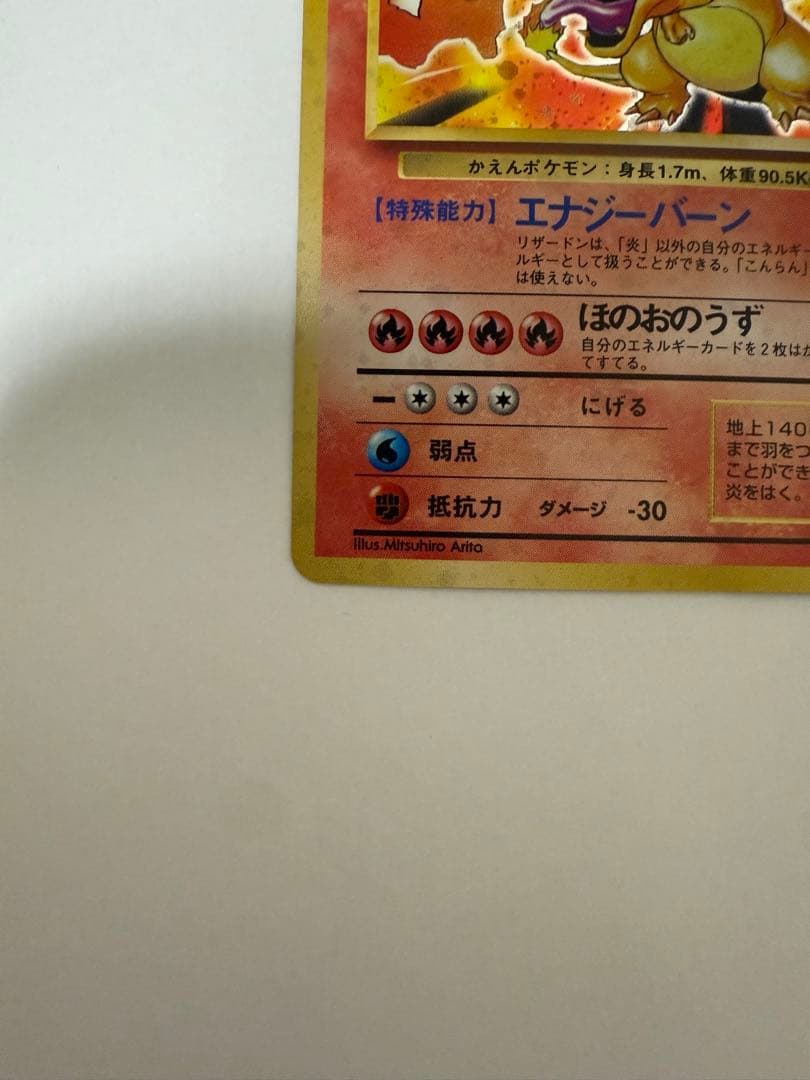 かえんポケモン：身長1.7m、体重90.5K
【特殊能力】 エナジーバーン
リザードンは、「炎」以外の自分のエネルギー
ルギーとして扱うことができる。「こんらん」
は使えない。
ほのおのうず
自分のエネルギーカードを2枚は
てすてる。
にげる
弱点
抵抗力 ダメージ -30
地上140
まで羽をつ
ことができ
炎をはく。
illus.Mitsuhiro Arita